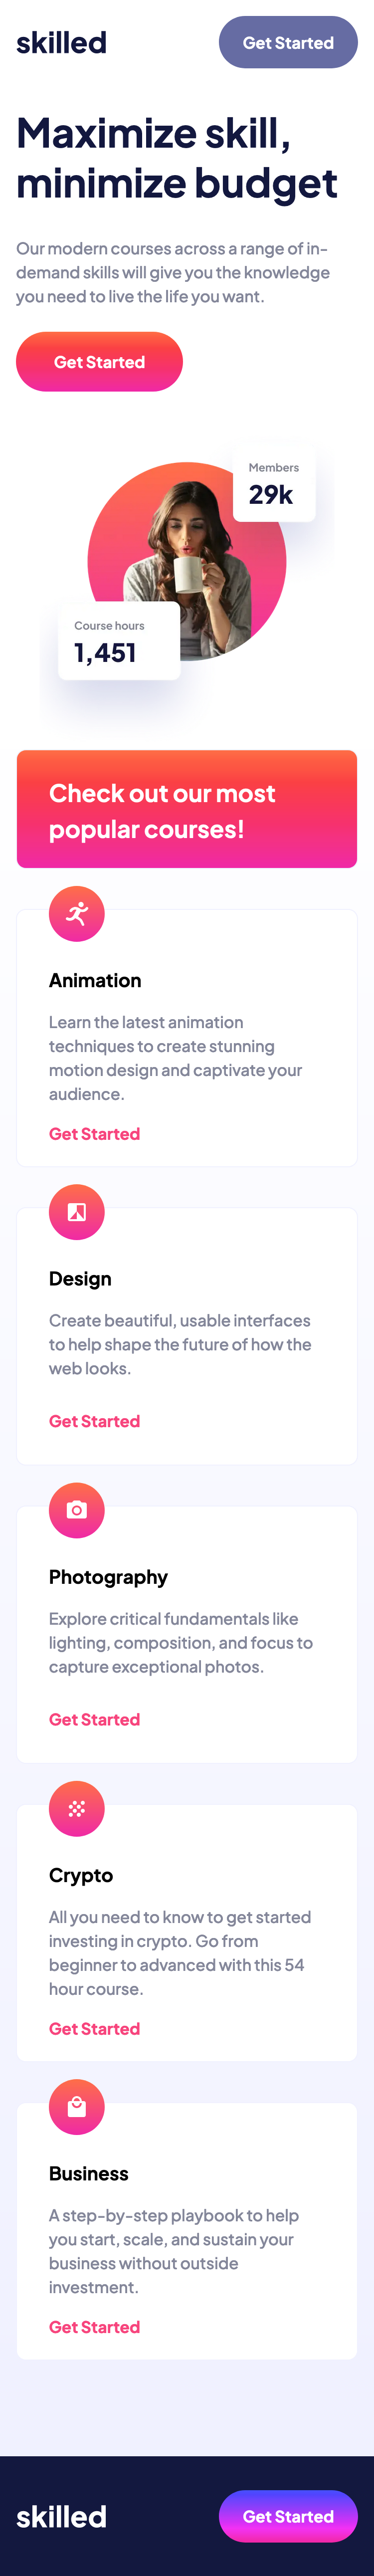 skilled
Get Started
Maximize skill,
minimize budget
Our modern courses across a range of in-
demand skills will give you the knowledge
you need to live the life you want.
Get Started
Members
29k
Course hours
1,451
Check out our most
popular courses!
Animation
Learn the latest animation
techniques to create stunning
motion design and captivate your
audience.
Get Started
Design
Create beautiful, usable interfaces
to help shape the future of how the
web looks.
Get Started
Photography
Explore critical fundamentals like
lighting, composition, and focus to
capture exceptional photos.
Get Started
Crypto
All you need to know to get started
investing in crypto. Go from
beginner to advanced with this 54
hour course.
Get Started
Business
A step-by-step playbook to help
you start, scale, and sustain your
business without outside
investment.
Get Started
skilled
Get Started